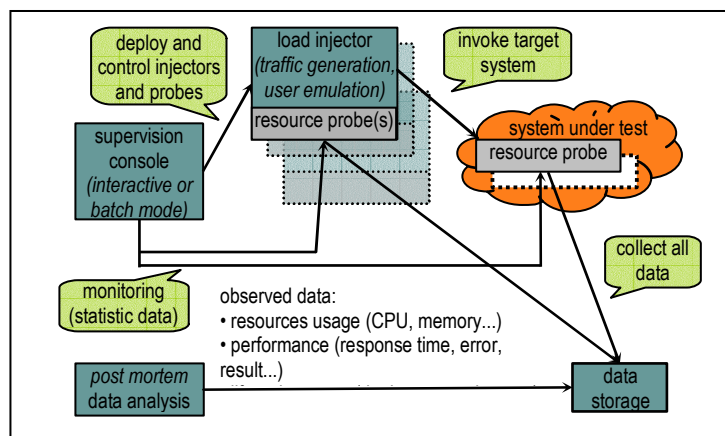 deploy and
control injectors
and probes
load injector
(traffic generation,
user emulation)
resource probe(s)
invoke target
system
system under test
resource probe
supervision
console
(interactive or
batch mode)
collect all
data
monitoring
(statistic data)
observed data:
• resources usage (CPU, memory...)
• performance (response time, error,
result...)
post mortem
data analysis
data
storage